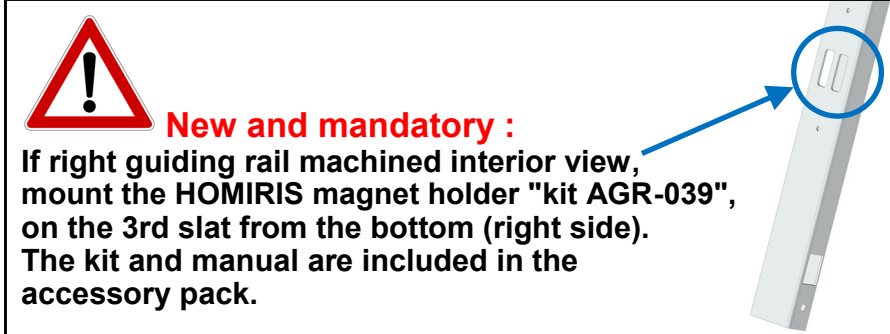 New and mandatory :
If right guiding rail machined interior view,
mount the HOMIRIS magnet holder "kit AGR-039",
on the 3rd slat from the bottom (right side).
The kit and manual are included in the
accessory pack.